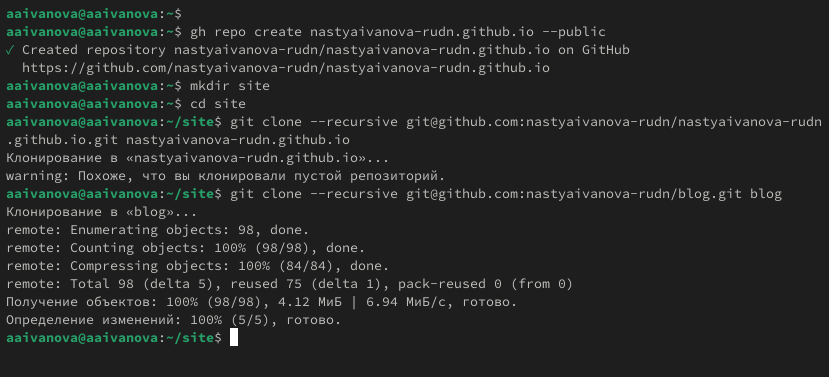 aaivanova@aaivanova:~$
aaivanova@aaivanova:~$ gh repo create nastyaivanova-rudn.github.io --public
✓ Created repository nastyaivanova-rudn/nastyaivanova-rudn.github.io on GitHub
  https://github.com/nastyaivanova-rudn/nastyaivanova-rudn.github.io
aaivanova@aaivanova:~$ mkdir site
aaivanova@aaivanova:~$ cd site
aaivanova@aaivanova:~/site$ git clone --recursive git@github.com:nastyaivanova-rudn/nastyaivanova-rudn
.github.io.git nastyaivanova-rudn.github.io
Клонирование в «nastyaivanova-rudn.github.io»...
warning: Похоже, что вы клонировали пустой репозиторий.
aaivanova@aaivanova:~/site$ git clone --recursive git@github.com:nastyaivanova-rudn/blog.git blog
Клонирование в «blog»...
remote: Enumerating objects: 98, done.
remote: Counting objects: 100% (98/98), done.
remote: Compressing objects: 100% (84/84), done.
remote: Total 98 (delta 5), reused 75 (delta 1), pack-reused 0 (from 0)
Получение объектов: 100% (98/98), 4.12 МиБ | 6.94 МиБ/с, готово.
Определение изменений: 100% (5/5), готово.
aaivanova@aaivanova:~/site$